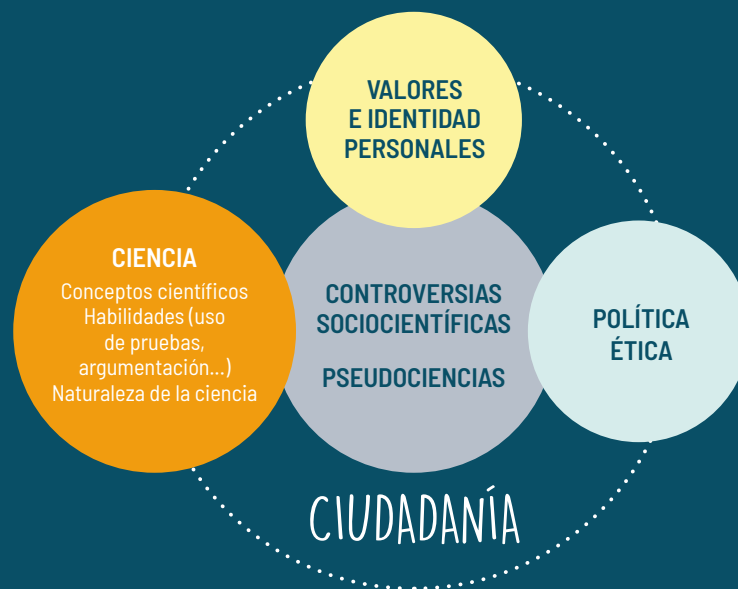 VALORES
E IDENTIDAD
PERSONALES
CIENCIA
Conceptos científicos
Habilidades (uso
de pruebas,
argumentación...)
Naturaleza de la ciencia
CONTROVERSIAS
SOCIOCIENTÍFICAS
PSEUDOCIENCIAS
POLÍTICA
ÉTICA
CIUDADANÍA